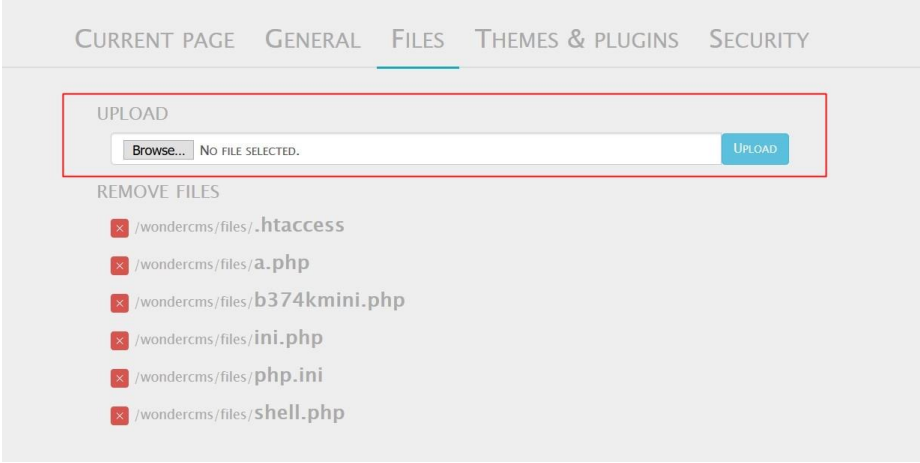 CURRENT PAGE GENERAL FILES THEMES & PLUGINS SECURITY
UPLOAD
Browse... NO FILE SELECTED. UPLOAD
REMOVE FILES
× /wondercms/files/.htaccess
× /wondercms/files/a.php
× /wondercms/files/b374kmini.php
× /wondercms/files/ini.php
× /wondercms/files/php.ini
× /wondercms/files/shell.php